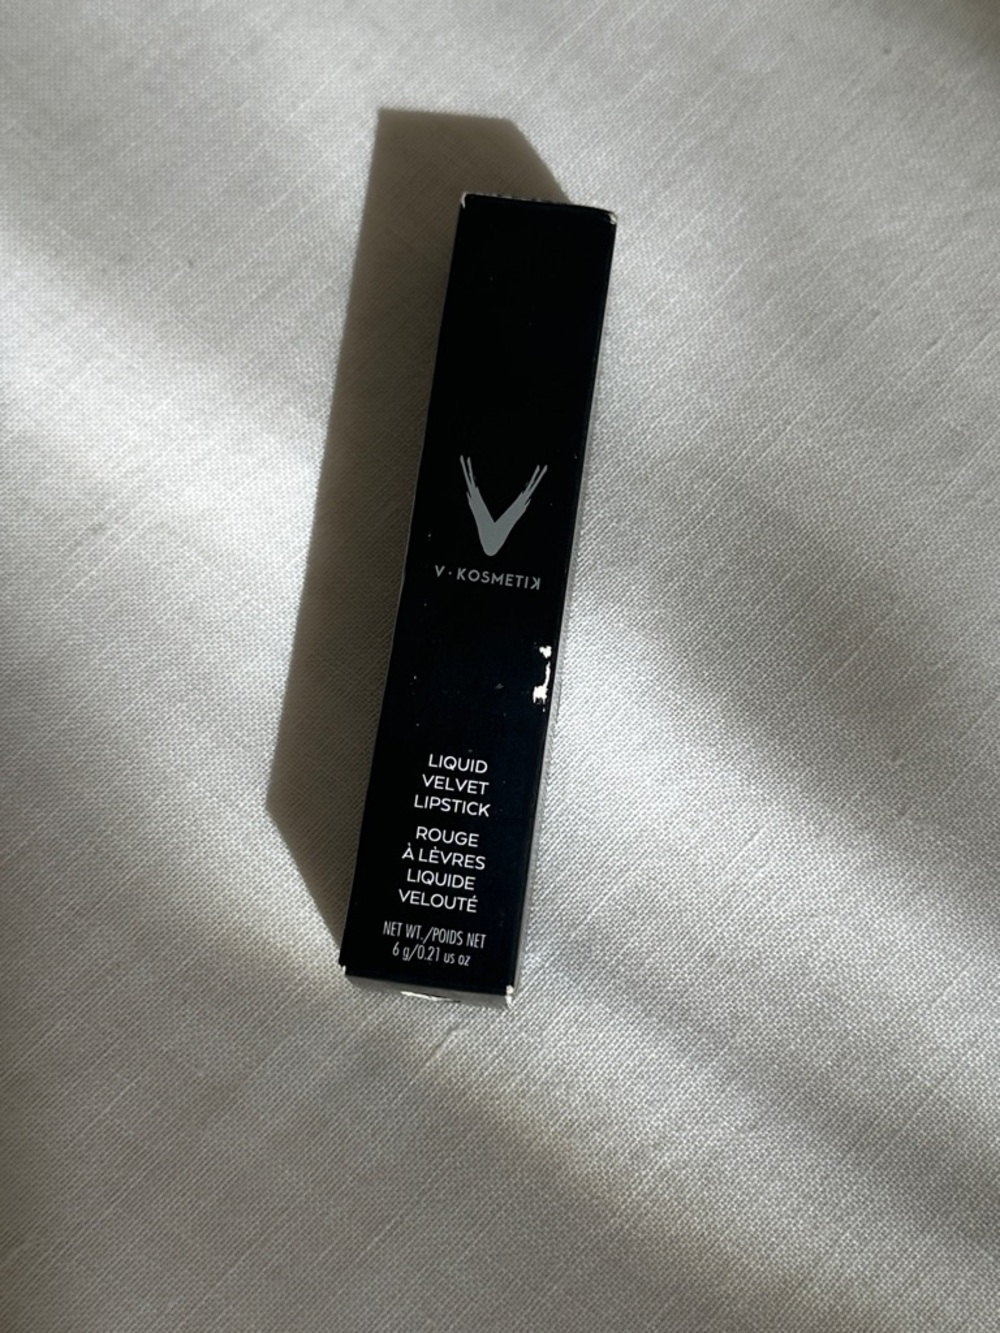 V
V·KOSMETIK
LIQUID
VELVET
LIPSTICK
ROUGE
À LÈVRES
LIQUIDE
VELOUTÉ
NET WT./POIDS NET
6 g/0.21 us oz